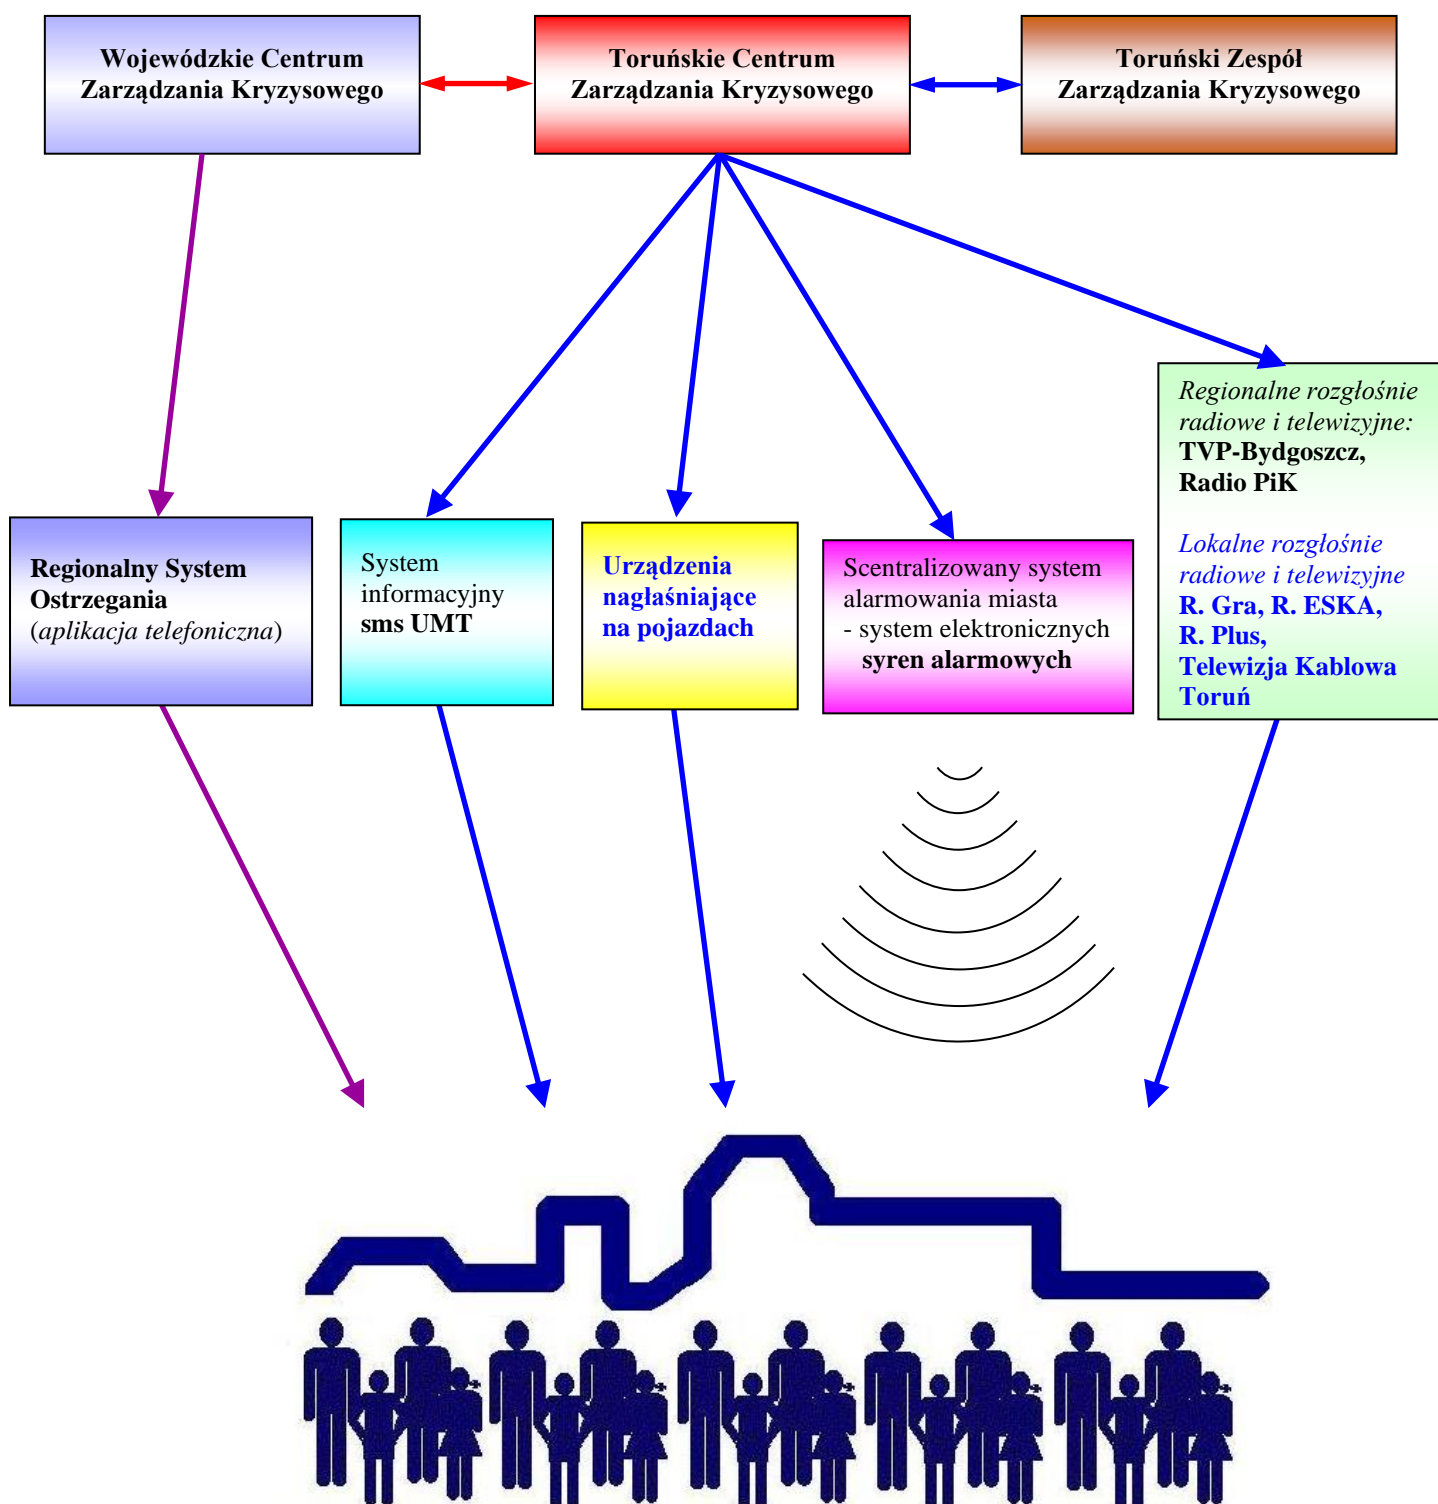 Wojewódzkie Centrum
Zarządzania Kryzysowego
Toruńskie Centrum
Zarządzania Kryzysowego
Toruński Zespół
Zarządzania Kryzysowego
Regionalny System
Ostrzegania
(aplikacja telefoniczna)
System
informacyjny
sms UMT
Urządzenia
nagłaśniające
na pojazdach
Scentralizowany system
alarmowania miasta
- system elektronicznych
syren alarmowych
Regionalne rozgłośnie
radiowe i telewizyjne:
TVP-Bydgoszcz,
Radio PiK
Lokalne rozgłośnie
radiowe i telewizyjne
R. Gra, R. ESKA,
R. Plus,
Telewizja Kablowa
Toruń